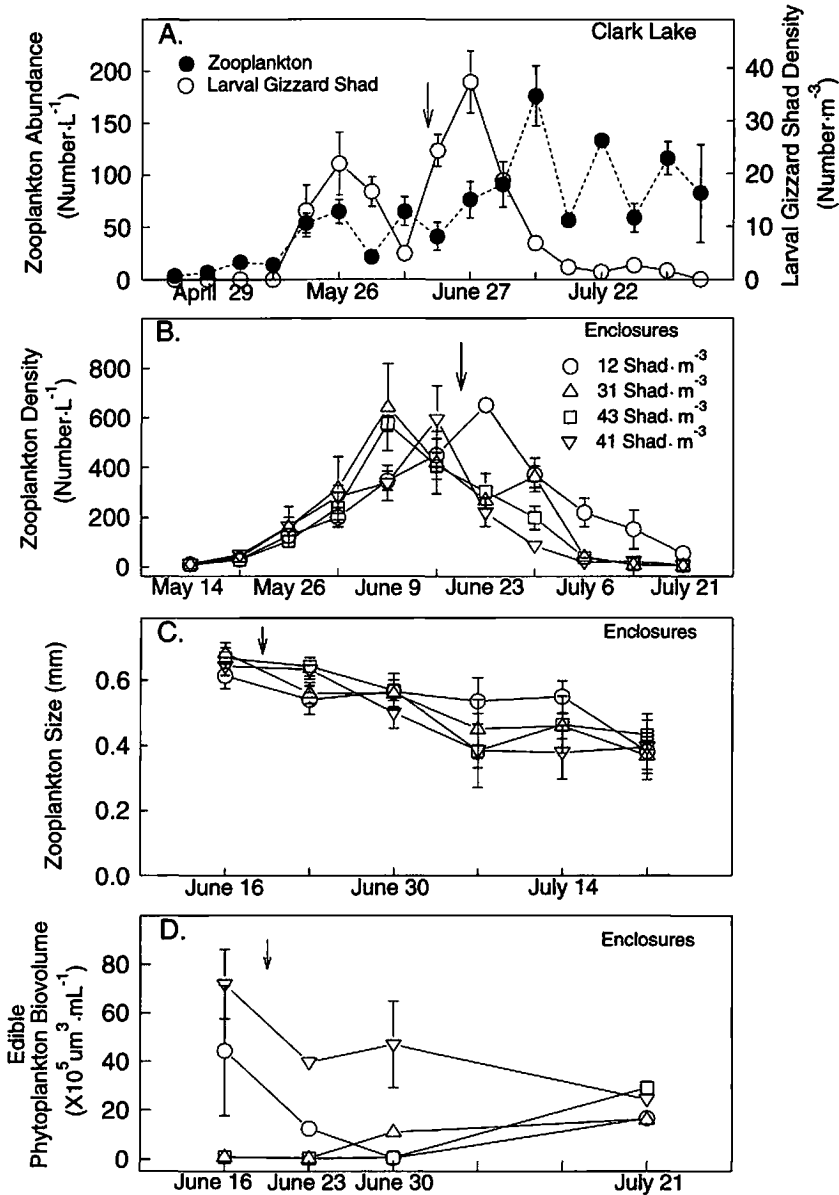 A.
Clark Lake
Zooplankton
Larval Gizzard Shad
Zooplankton Abundance
(Number·L⁻¹)
200
150
100
50
0
40
30
20
10
0
Larval Gizzard Shad Density
(Number·m⁻³)
April 29
May 26
June 27
July 22
B.
Enclosures
12 Shad·m⁻³
31 Shad·m⁻³
43 Shad·m⁻³
41 Shad·m⁻³
Zooplankton Density
(Number·L⁻¹)
800
600
400
200
0
May 14
May 26
June 9
June 23
July 6
July 21
C.
Enclosures
Zooplankton Size (mm)
0.6
0.4
0.2
0.0
June 16
June 30
July 14
D.
Enclosures
Edible
Phytoplankton Biovolume
(X10⁵um³·mL⁻¹)
80
60
40
20
0
June 16
June 23
June 30
July 21